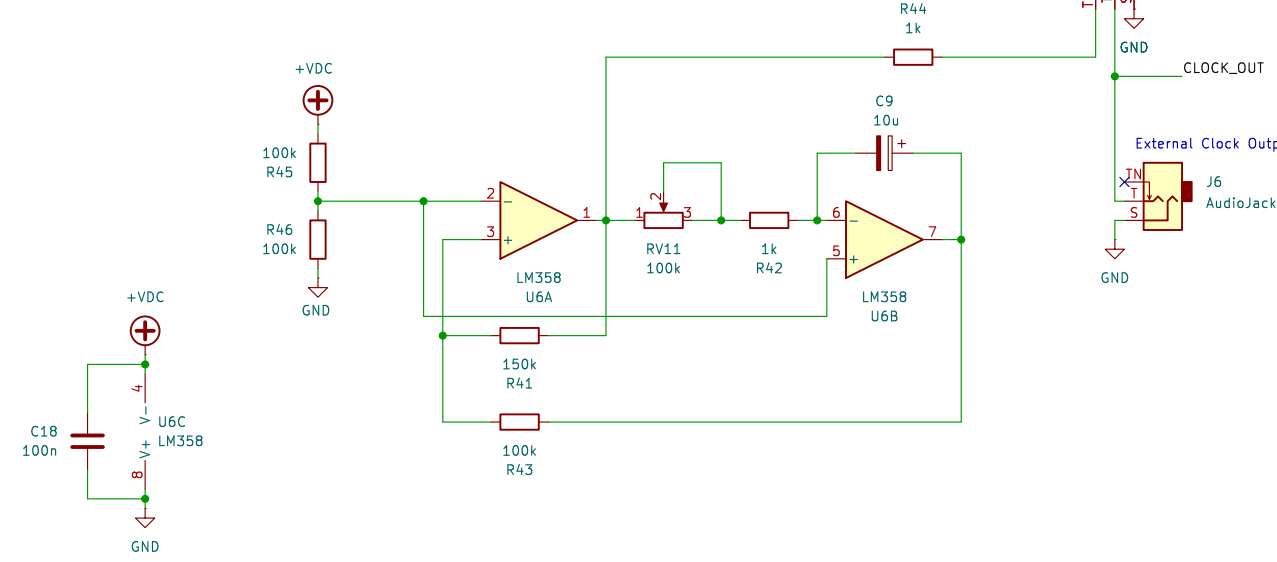 R44
1k
T
GND
+VDC
CLOCK_OUT
C9
10u
+
External Clock Outp
100k
R45
TN
J6
T
AudioJack
S
2
1
1
2
3
6
7
3
5
R46
100k
RV11
100k
1k
R42
LM358
U6A
GND
LM358
U6B
GND
+VDC
150k
R41
4
V-
U6C
LM358
C18
100n
V+
8
100k
R43
GND